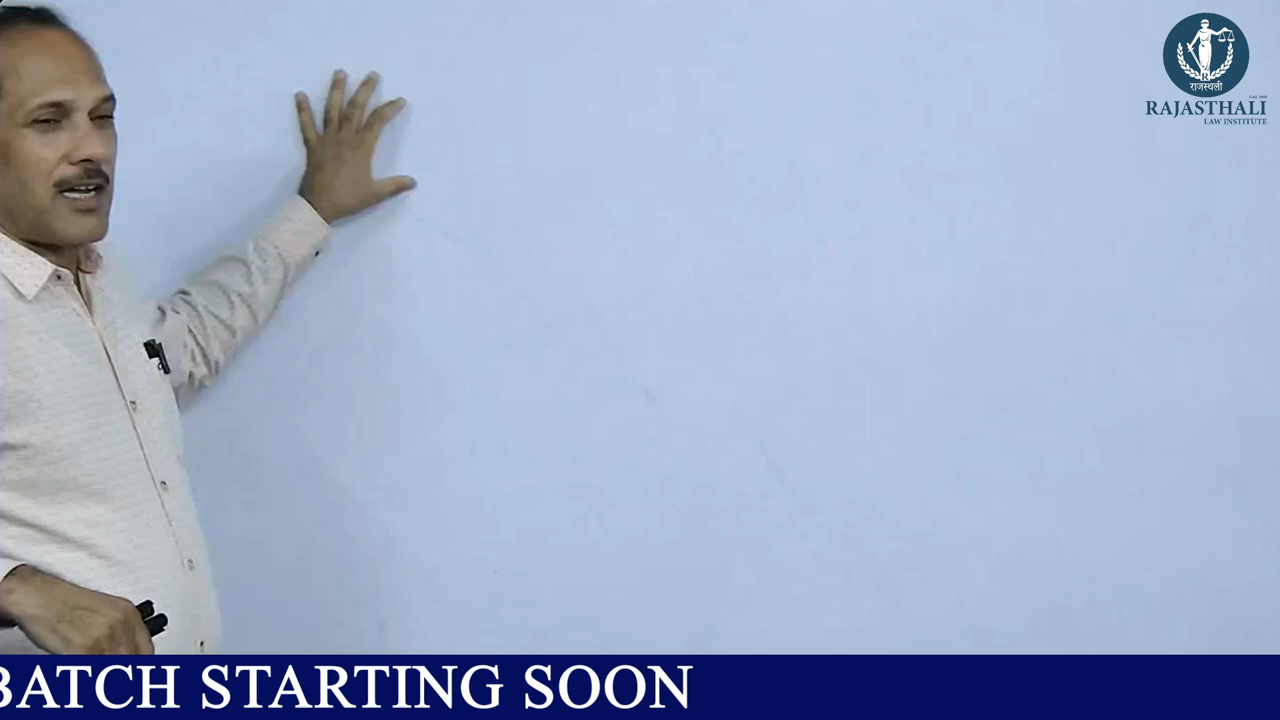 राजस्थली
RAJASTHALI
LAW INSTITUTE
BATCH STARTING SOON